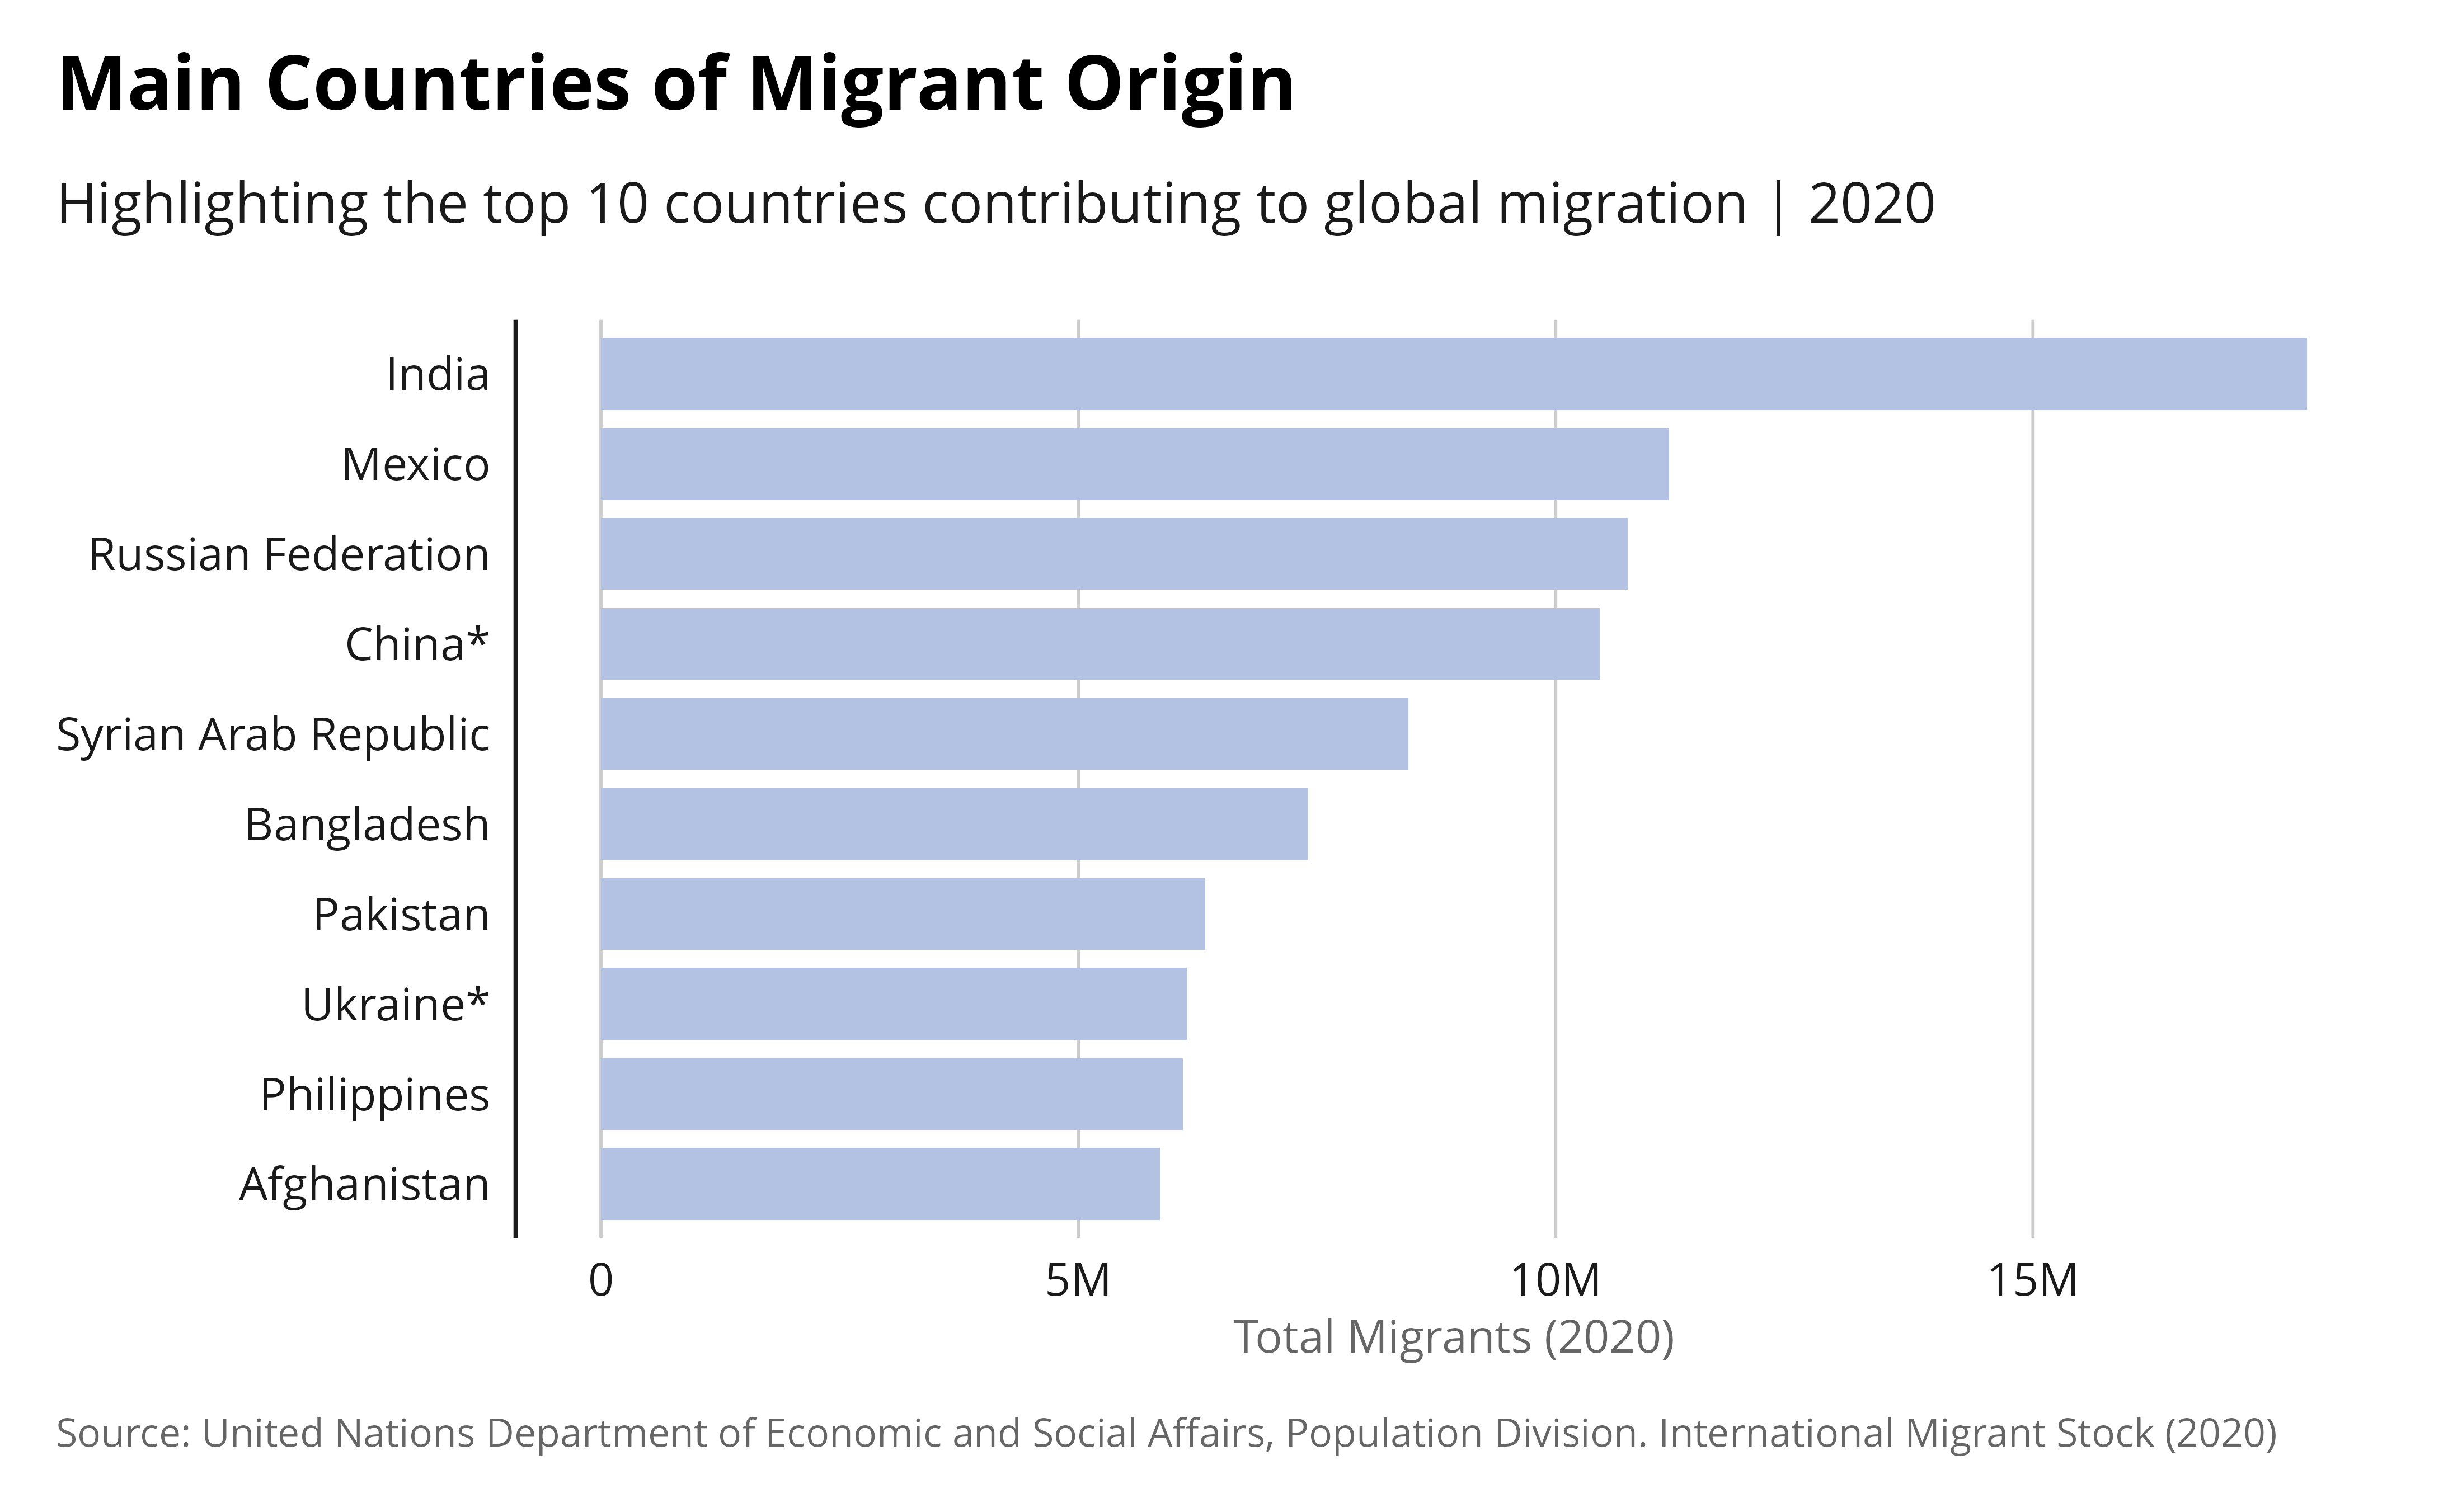 Main Countries of Migrant Origin
Highlighting the top 10 countries contributing to global migration | 2020
India
Mexico
Russian Federation
China*
Syrian Arab Republic
Bangladesh
Pakistan
Ukraine*
Philippines
Afghanistan
0 5M 10M 15M
Total Migrants (2020)
Source: United Nations Department of Economic and Social Affairs, Population Division. International Migrant Stock (2020)